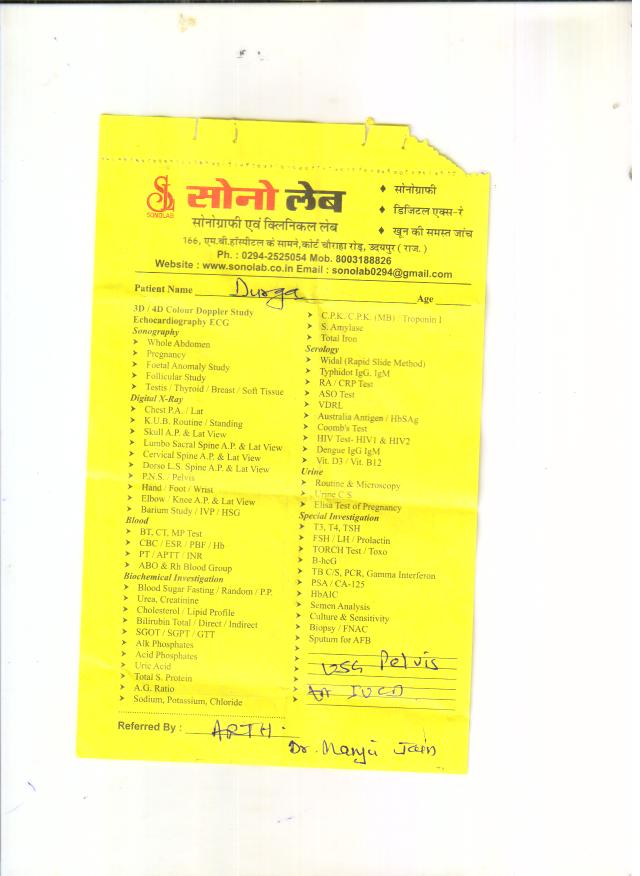 SL
SONOLAB
सोनो लेब
सोनोग्राफी एवं क्लिनिकल लेब
♦ सोनोग्राफी
♦ डिजिटल एक्स-रे
♦ खून की समस्त जांच
166, एम.बी.हॉस्पीटल के सामने,कोर्ट चौराहा रोड़, उदयपुर ( राज. )
Ph. : 0294-2525054 Mob. 8003188826
Website : www.sonolab.co.in Email : sonolab0294@gmail.com
Patient Name Durga Age
3D / 4D Colour Doppler Study
Echocardiography ECG
Sonography
➤ Whole Abdomen
➤ Pregnancy
➤ Foetal Anomaly Study
➤ Follicular Study
➤ Testis / Thyroid / Breast / Soft Tissue
Digital X-Ray
➤ Chest P.A. / Lat
➤ K.U.B. Routine / Standing
➤ Skull A.P. & Lat View
➤ Lumbo Sacral Spine A.P. & Lat View
➤ Cervical Spine A.P. & Lat View
➤ Dorso L.S. Spine A.P. & Lat View
➤ P.N.S. / Pelvis
➤ Hand / Foot / Wrist
➤ Elbow / Knee A.P. & Lat View
➤ Barium Study / IVP / HSG
Blood
➤ BT, CT, MP Test
➤ CBC / ESR / PBF / Hb
➤ PT / APTT / INR
➤ ABO & Rh Blood Group
Biochemical Investigation
➤ Blood Sugar Fasting / Random / P.P.
➤ Urea, Creatinine
➤ Cholesterol / Lipid Profile
➤ Bilirubin Total / Direct / Indirect
➤ SGOT / SGPT / GTT
➤ Alk Phosphates
➤ Acid Phosphates
➤ Uric Acid
➤ Total S. Protein
➤ A.G. Ratio
➤ Sodium, Potassium, Chloride
➤ C.P.K. C.P.K. (MB) / Troponin I
➤ S. Amylase
➤ Total Iron
Serology
➤ Widal (Rapid Slide Method)
➤ Typhidot IgG. IgM
➤ RA / CRP Test
➤ ASO Test
➤ VDRL
➤ Australia Antigen / HbSAg
➤ Coomb's Test
➤ HIV Test- HIV1 & HIV2
➤ Dengue IgG IgM
➤ Vit. D3 / Vit. B12
Urine
➤ Routine & Microscopy
➤ Urine C/S
➤ Elisa Test of Pregnancy
Special Investigation
➤ T3, T4, TSH
➤ FSH / LH / Prolactin
➤ TORCH Test / Toxo
➤ B-hcG
➤ TB C/S, PCR, Gamma Interferon
➤ PSA / CA-125
➤ HbAIC
➤ Semen Analysis
➤ Culture & Sensitivity
➤ Biopsy / FNAC
➤ Sputum for AFB
USG Pelvis
IUCD
Referred By : ARTH.
Dr. Manju Jain